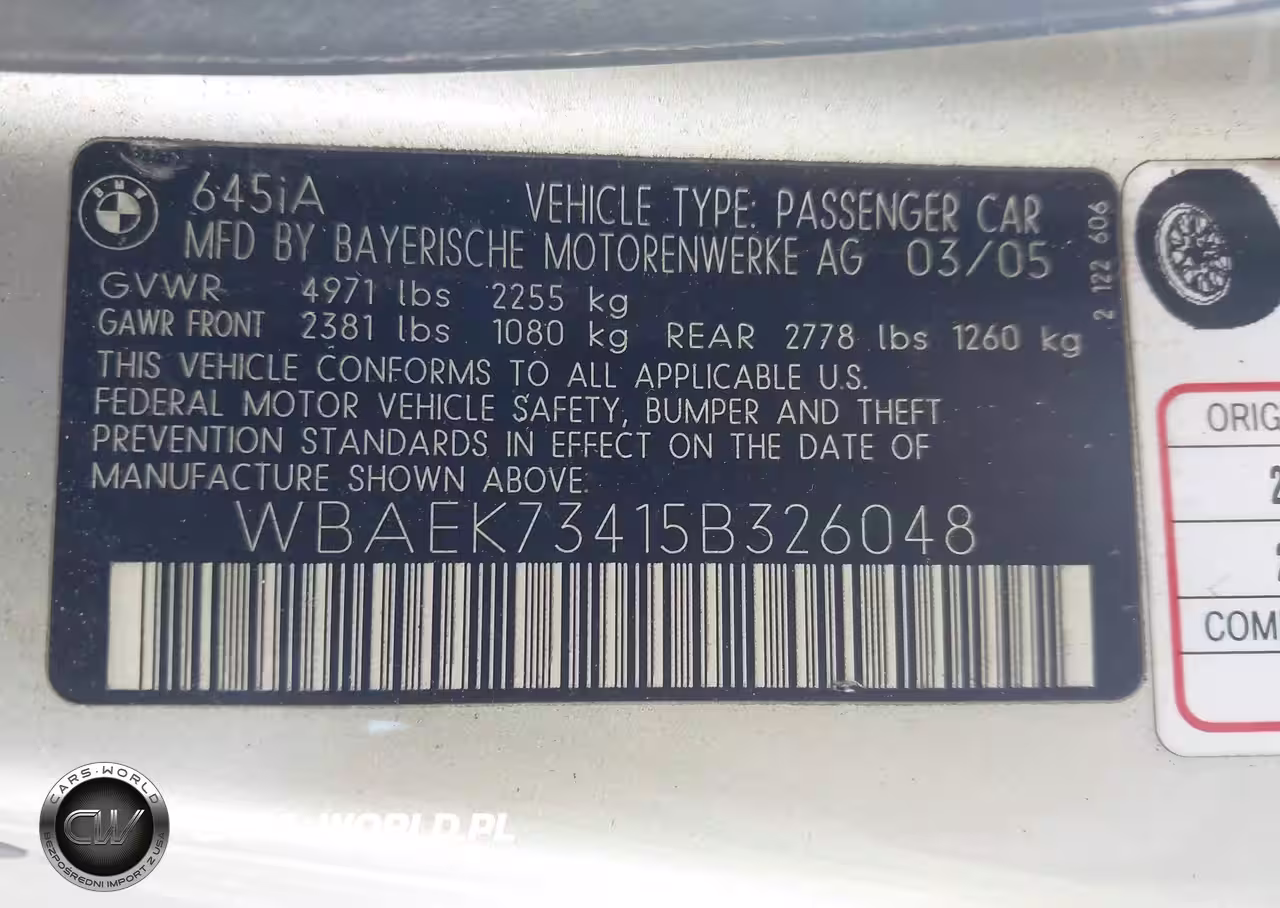 BMW
645iA
VEHICLE TYPE: PASSENGER CAR
MFD BY BAYERISCHE MOTORENWERKE AG 03/05
GVWR 4971 lbs 2255 kg
GAWR FRONT 2381 lbs 1080 kg REAR 2778 lbs 1260 kg
THIS VEHICLE CONFORMS TO ALL APPLICABLE U.S.
FEDERAL MOTOR VEHICLE SAFETY, BUMPER AND THEFT
PREVENTION STANDARDS IN EFFECT ON THE DATE OF
MANUFACTURE SHOWN ABOVE:
WBAEK73415B326048
2 122 606
ORIG
2
2
COM
CARS-WORLD
CW
BEZPOŚREDNI IMPORT Z USA
-WORLD.PL